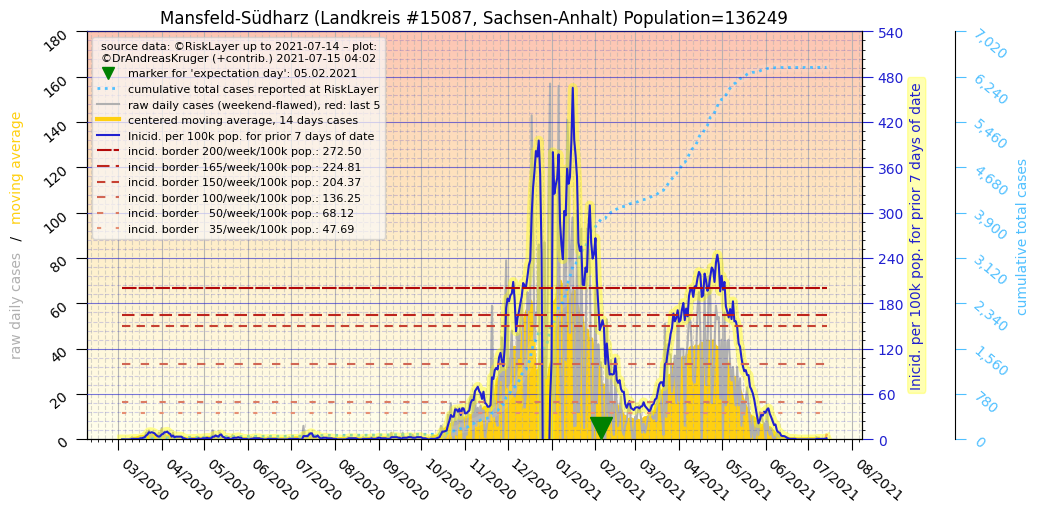 Mansfeld-Südharz (Landkreis #15087, Sachsen-Anhalt) Population=136249
source data: ©RiskLayer up to 2021-07-14 – plot:
©DrAndreasKruger (+contrib.) 2021-07-15 04:02
marker for 'expectation day': 05.02.2021
cumulative total cases reported at RiskLayer
raw daily cases (weekend-flawed), red: last 5
centered moving average, 14 days cases
Inicid. per 100k pop. for prior 7 days of date
incid. border 200/week/100k pop.: 272.50
incid. border 165/week/100k pop.: 224.81
incid. border 150/week/100k pop.: 204.37
incid. border 100/week/100k pop.: 136.25
incid. border   50/week/100k pop.: 68.12
incid. border   35/week/100k pop.: 47.69
raw daily cases / moving average
180
160
140
120
100
80
60
40
20
0
03/2020
04/2020
05/2020
06/2020
07/2020
08/2020
09/2020
10/2020
11/2020
12/2020
01/2021
02/2021
03/2021
04/2021
05/2021
06/2021
07/2021
08/2021
540
480
420
360
300
240
180
120
60
0
Inicid. per 100k pop. for prior 7 days of date
7,020
6,240
5,460
4,680
3,900
3,120
2,340
1,560
780
0
cumulative total cases